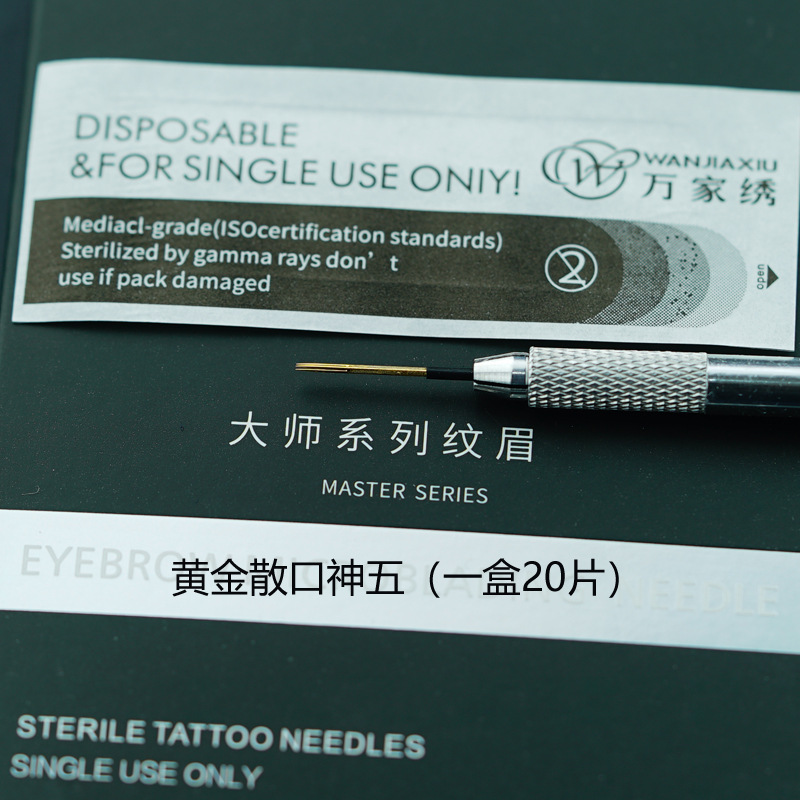 DISPOSABLE
&FOR SINGLE USE ONIY!
WANJIAXIU
万家绣
Mediacl-grade(ISOcertification standards)
Sterilized by gamma rays don't
use if pack damaged
2
open
大师系列纹眉
MASTER SERIES
黄金散口神五（一盒20片）
STERILE TATTOO NEEDLES
SINGLE USE ONLY